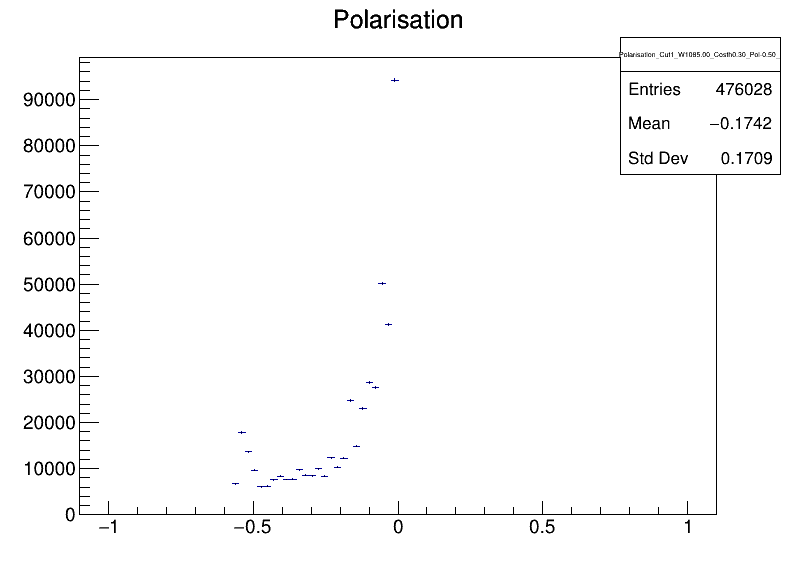 Polarisation
Polarisation_Cut1_W1085.00_Costh0.30_Pol-0.50_
Entries 476028
Mean −0.1742
Std Dev 0.1709
90000
80000
70000
60000
50000
40000
30000
20000
10000
0
−1 −0.5 0 0.5 1